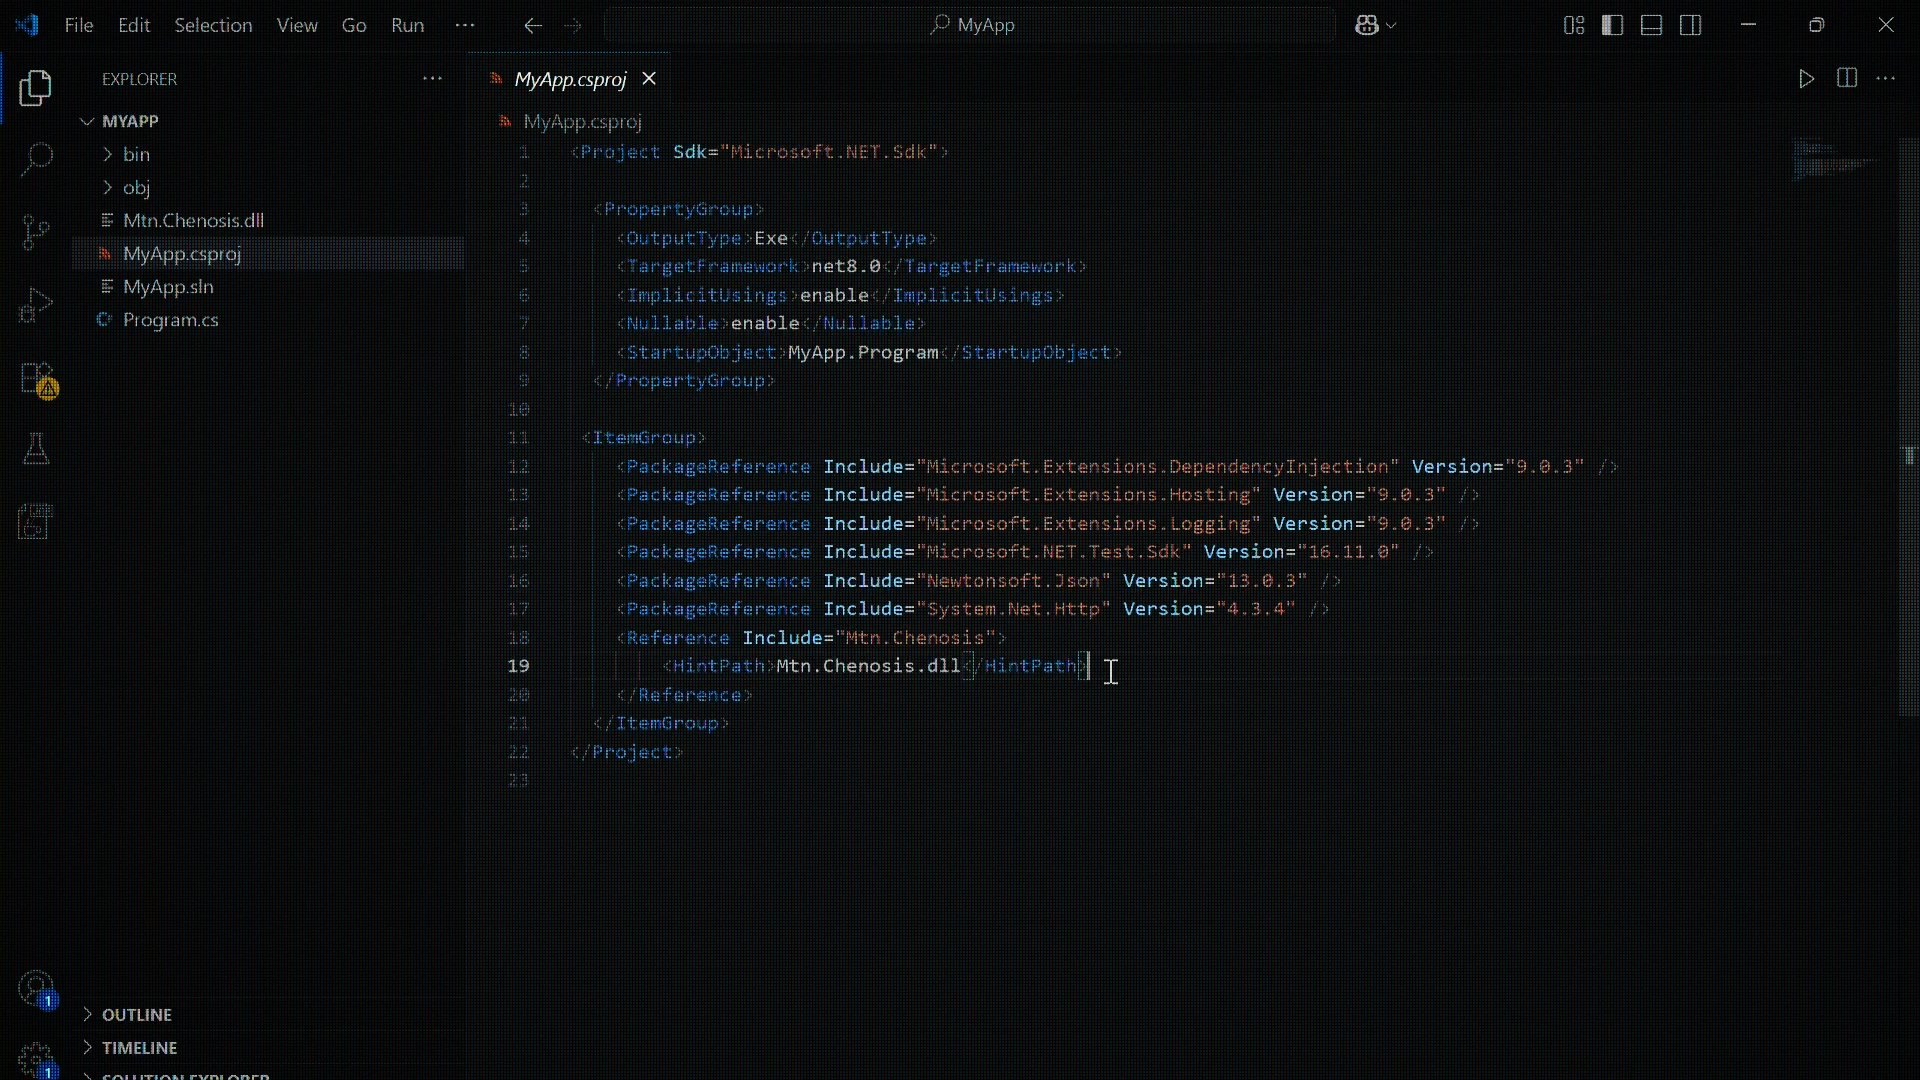 File Edit Selection View Go Run ··· MyApp
EXPLORER ···
MYAPP
bin
obj
Mtn.Chenosis.dll
MyApp.csproj
MyApp.sln
Program.cs
OUTLINE
TIMELINE
SOLUTION EXPLORER
1
1
MyApp.csproj
MyApp.csproj
1 <Project Sdk="Microsoft.NET.Sdk">
2
3 <PropertyGroup>
4 <OutputType>Exe</OutputType>
5 <TargetFramework>net8.0</TargetFramework>
6 <ImplicitUsings>enable</ImplicitUsings>
7 <Nullable>enable</Nullable>
8 <StartupObject>MyApp.Program</StartupObject>
9 </PropertyGroup>
10
11 <ItemGroup>
12 <PackageReference Include="Microsoft.Extensions.DependencyInjection" Version="9.0.3" />
13 <PackageReference Include="Microsoft.Extensions.Hosting" Version="9.0.3" />
14 <PackageReference Include="Microsoft.Extensions.Logging" Version="9.0.3" />
15 <PackageReference Include="Microsoft.NET.Test.Sdk" Version="16.11.0" />
16 <PackageReference Include="Newtonsoft.Json" Version="13.0.3" />
17 <PackageReference Include="System.Net.Http" Version="4.3.4" />
18 <Reference Include="Mtn.Chenosis">
19 <HintPath>Mtn.Chenosis.dll</HintPath>
20 </Reference>
21 </ItemGroup>
22 </Project>
23